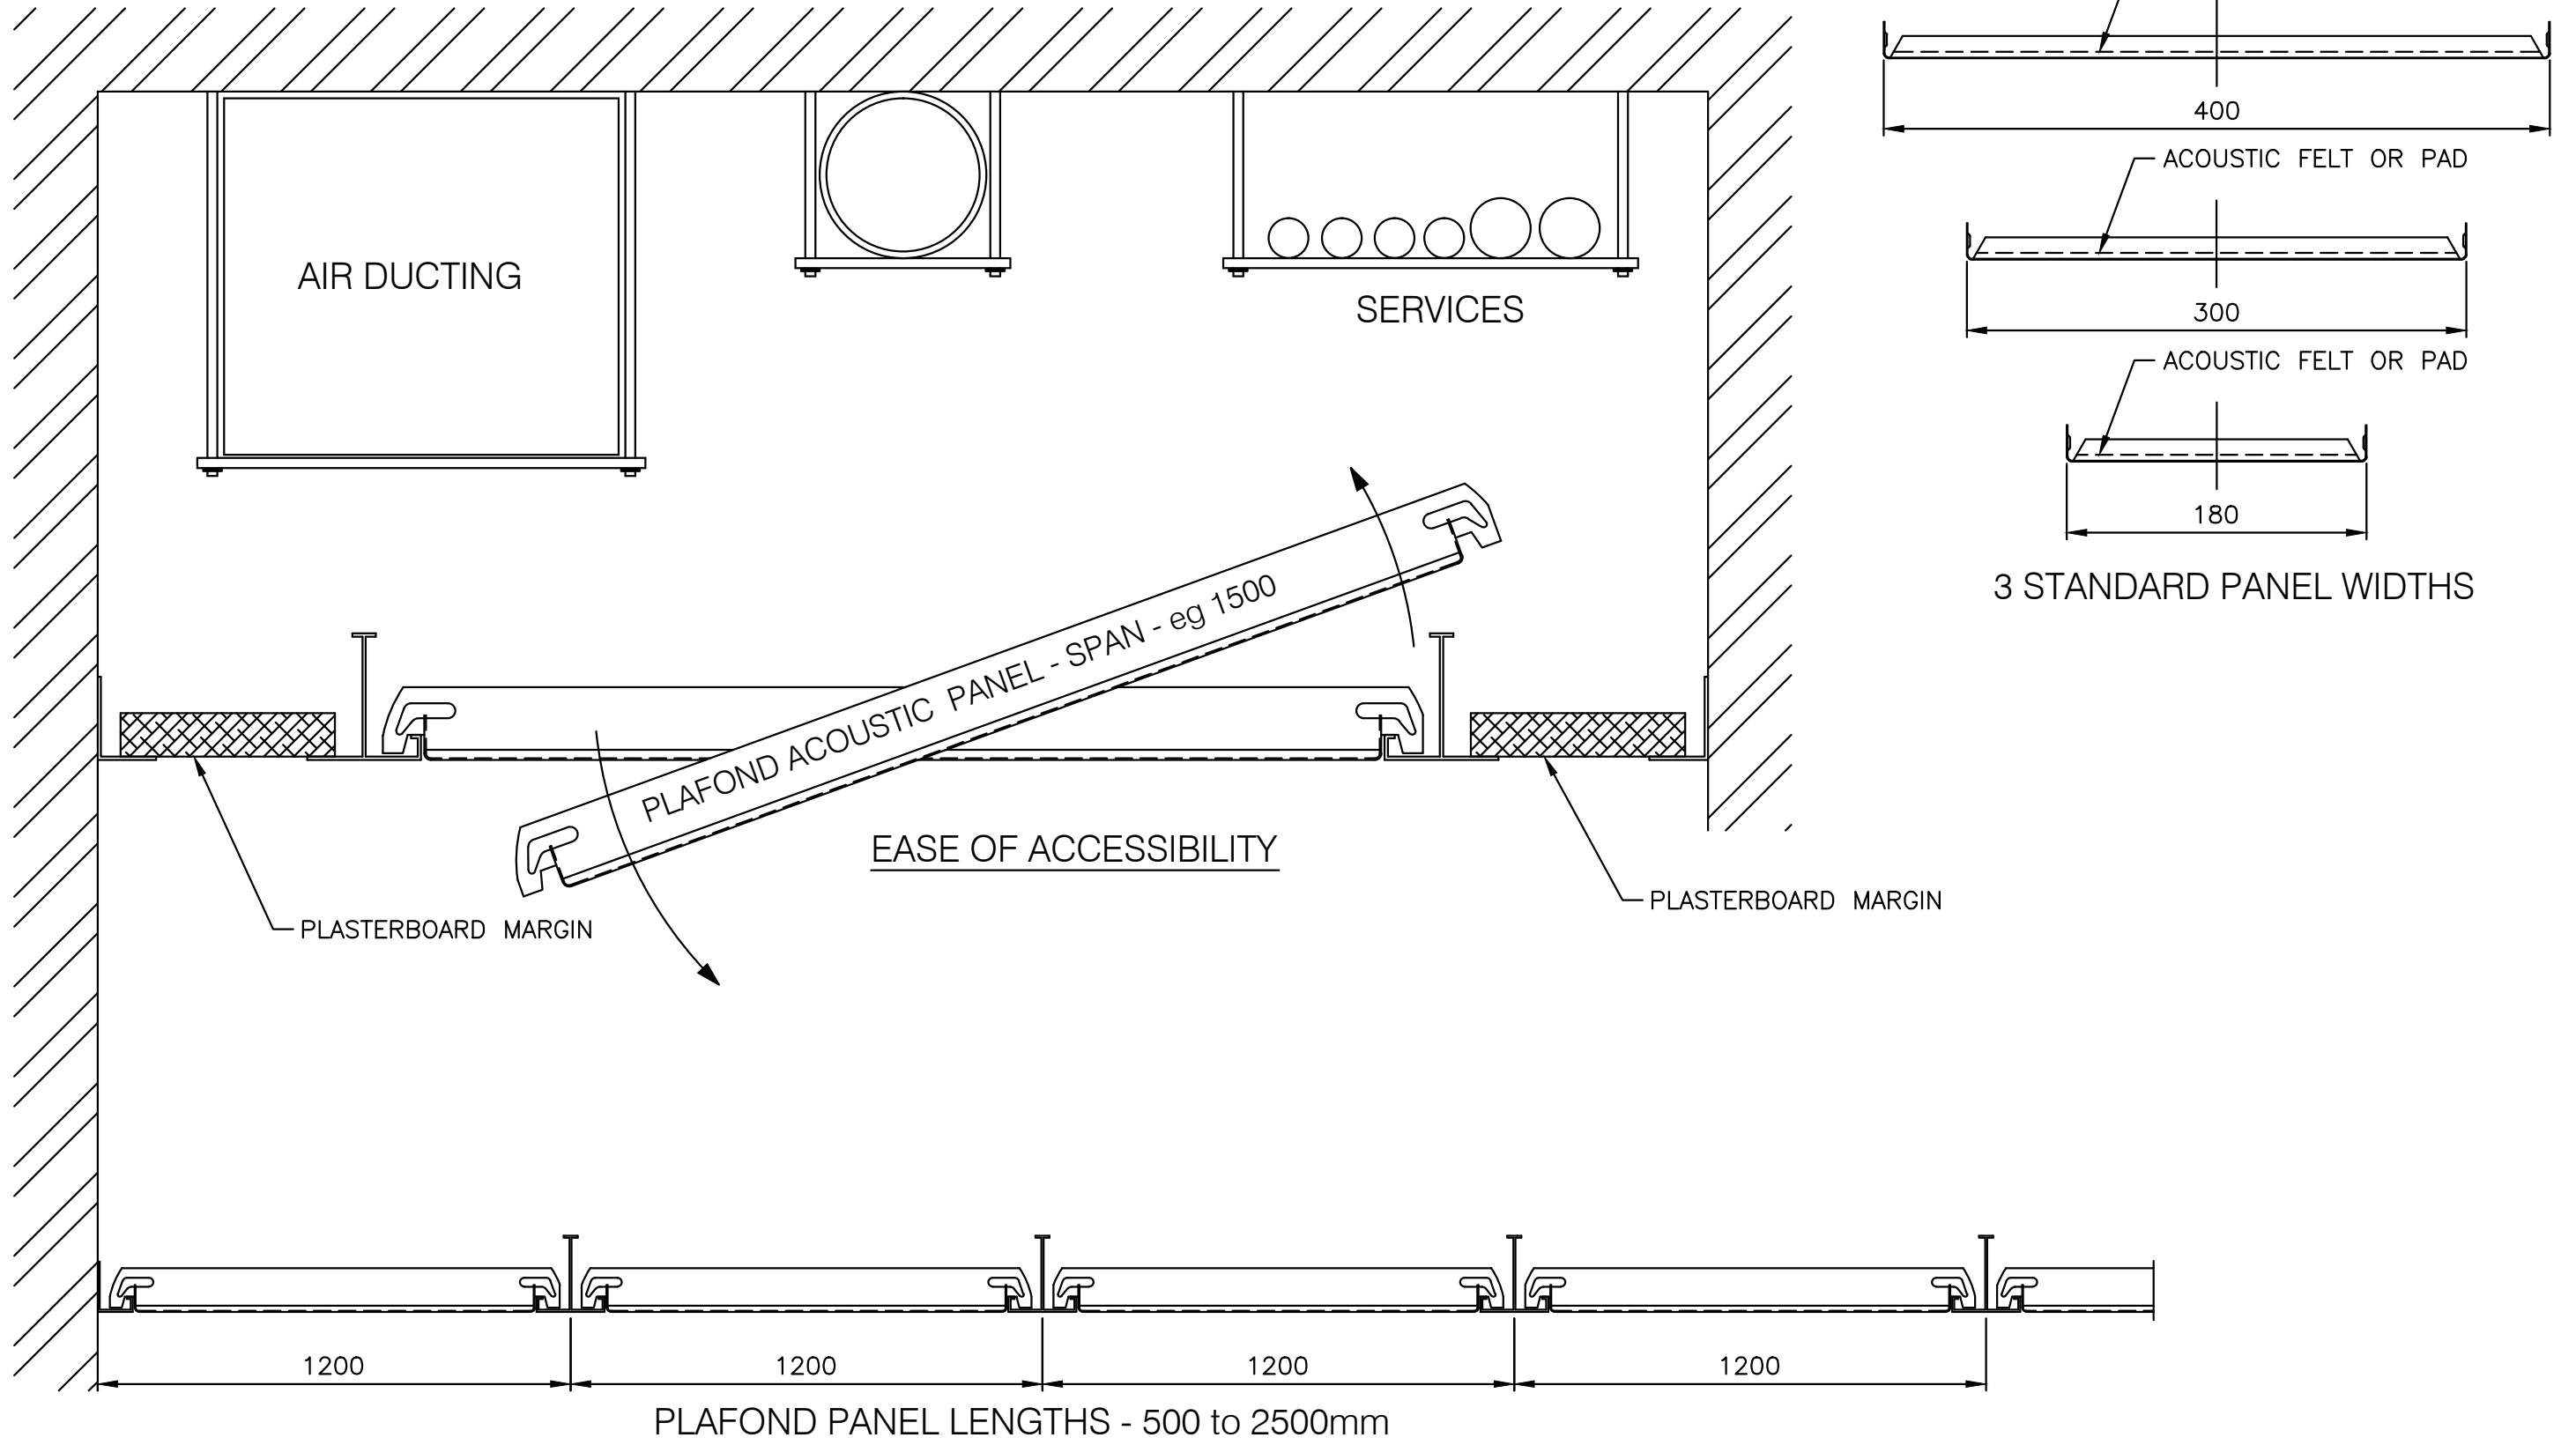 400
ACOUSTIC FELT OR PAD
AIR DUCTING
SERVICES
300
ACOUSTIC FELT OR PAD
180
3 STANDARD PANEL WIDTHS
PLAFOND ACOUSTIC PANEL - SPAN - eg 1500
EASE OF ACCESSIBILITY
PLASTERBOARD MARGIN
PLASTERBOARD MARGIN
1200
1200
1200
1200
PLAFOND PANEL LENGTHS - 500 to 2500mm